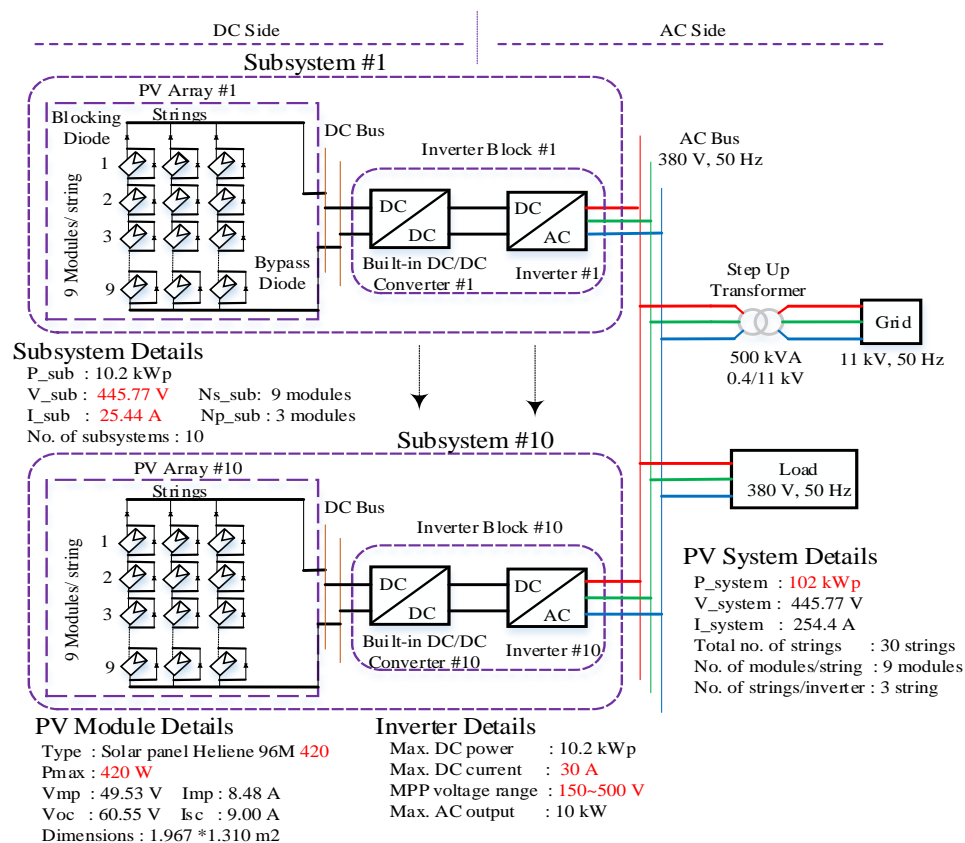 DC Side
AC Side
Subsystem #1
PV Array #1
Blocking
Diode
Strings
DC Bus
AC Bus
380 V, 50 Hz
Inverter Block #1
1
2
3
9
9 Modules/ string
Bypass
Diode
DC
DC
DC
AC
Built-in DC/DC
Converter #1
Inverter #1
Step Up
Transformer
Grid
500 kVA
0.4/11 kV
11 kV, 50 Hz
Subsystem Details
P_sub : 10.2 kWp
V_sub : 445.77 V Ns_sub: 9 modules
I_sub : 25.44 A Np_sub : 3 modules
No. of subsystems : 10
Subsystem #10
PV Array #10
Strings
DC Bus
Inverter Block #10
1
2
3
9
9 Modules/ string
DC
DC
DC
AC
Built-in DC/DC
Converter #10
Inverter #10
Load
380 V, 50 Hz
PV System Details
P_system : 102 kWp
V_system : 445.77 V
I_system : 254.4 A
Total no. of strings : 30 strings
No. of modules/string : 9 modules
No. of strings/inverter : 3 string
PV Module Details
Type : Solar panel Heliene 96M 420
Pmax : 420 W
Vmp : 49.53 V Imp : 8.48 A
Voc : 60.55 V Isc : 9.00 A
Dimensions : 1.967 *1.310 m2
Inverter Details
Max. DC power : 10.2 kWp
Max. DC current : 30 A
MPP voltage range : 150~500 V
Max. AC output : 10 kW